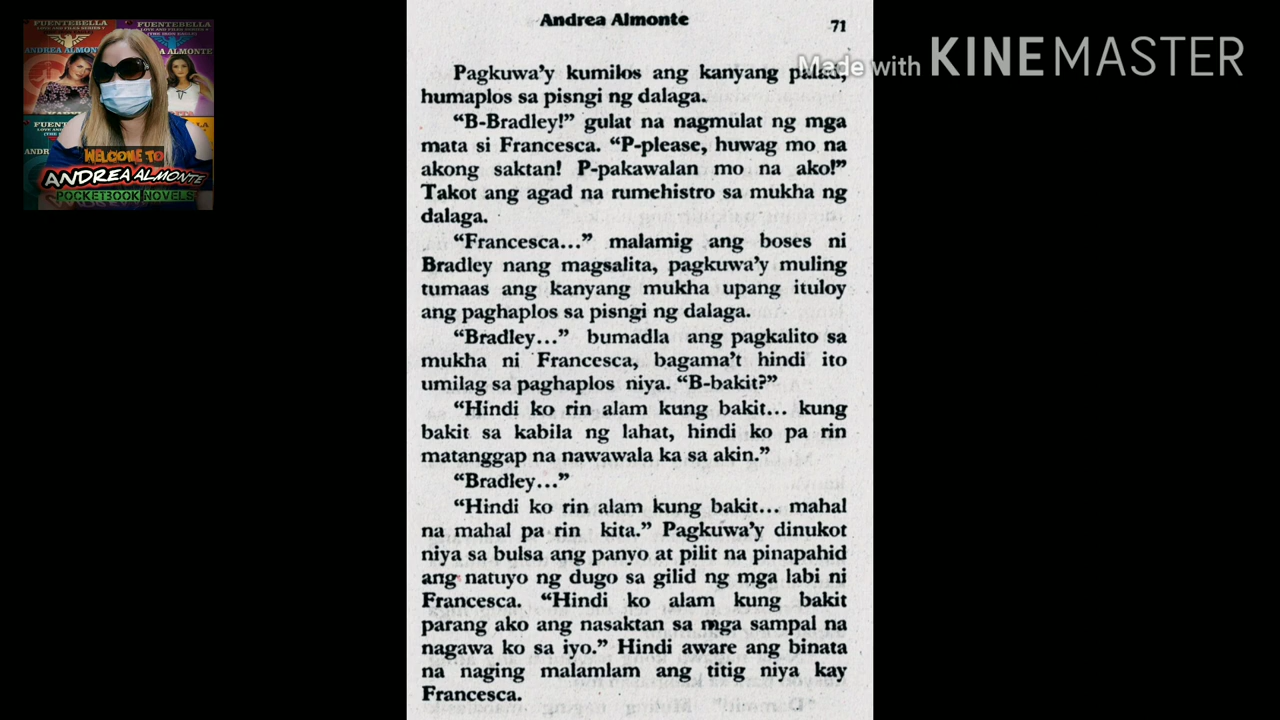 FUENTEBELLA
FUENTEBELLA
ANDREA ALMONTE
WELCOME TO
ANDREA ALMONTE
POCKETBOOK NOVELS
Made with KINEMASTER
Andrea Almonte
71
Pagkuwa'y kumilos ang kanyang palad,
humaplos sa pisngi ng dalaga.
“B-Bradley!” gulat na nagmulat ng mga
mata si Francesca. “P-please, huwag mo na
akong saktan! P-pakawalan mo na ako!”
Takot ang agad na rumehistro sa mukha ng
dalaga.
“Francesca...” malamig ang boses ni
Bradley nang magsalita, pagkuwa'y muling
tumaas ang kanyang mukha upang ituloy
ang paghaplos sa pisngi ng dalaga.
“Bradley...” bumadla ang pagkalito sa
mukha ni Francesca, bagama't hindi ito
umilag sa paghaplos niya. “B-bakit?”
“Hindi ko rin alam kung bakit... kung
bakit sa kabila ng lahat, hindi ko pa rin
matanggap na nawawala ka sa akin.”
“Bradley...”
“Hindi ko rin alam kung bakit... mahal
na mahal pa rin kita.” Pagkuwa'y dinukot
niya sa bulsa ang panyo at pilit na pinapahid
ang natuyo ng dugo sa gilid ng mga labi ni
Francesca. “Hindi ko alam kung bakit
parang ako ang nasaktan sa mga sampal na
nagawa ko sa iyo.” Hindi aware ang binata
na naging malamlam ang titig niya kay
Francesca.